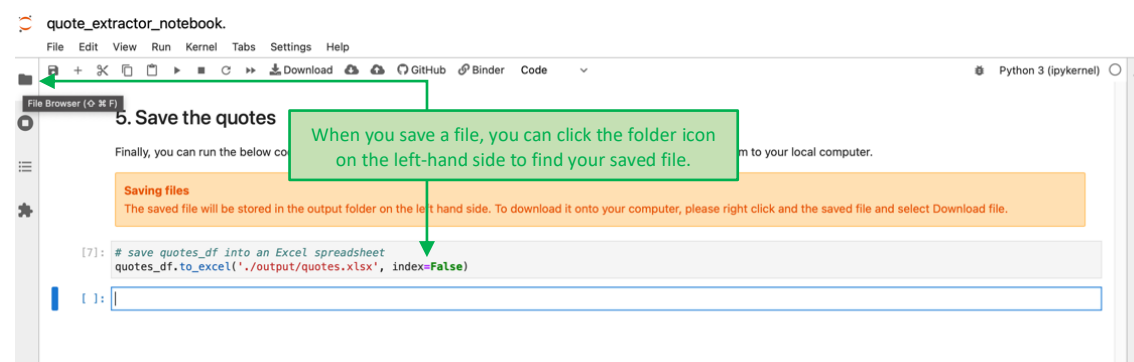 quote_extractor_notebook.
File Edit View Run Kernel Tabs Settings Help
Download GitHub Binder Code Python 3 (ipykernel)
File Browser (⇧ ⌘ F)
5. Save the quotes
When you save a file, you can click the folder icon
on the left-hand side to find your saved file.
Finally, you can run the below co m to your local computer.
Saving files
The saved file will be stored in the output folder on the left hand side. To download it onto your computer, please right click and the saved file and select Download file.
[7]: # save quotes_df into an Excel spreadsheet
quotes_df.to_excel('./output/quotes.xlsx', index=False)
[ ]: